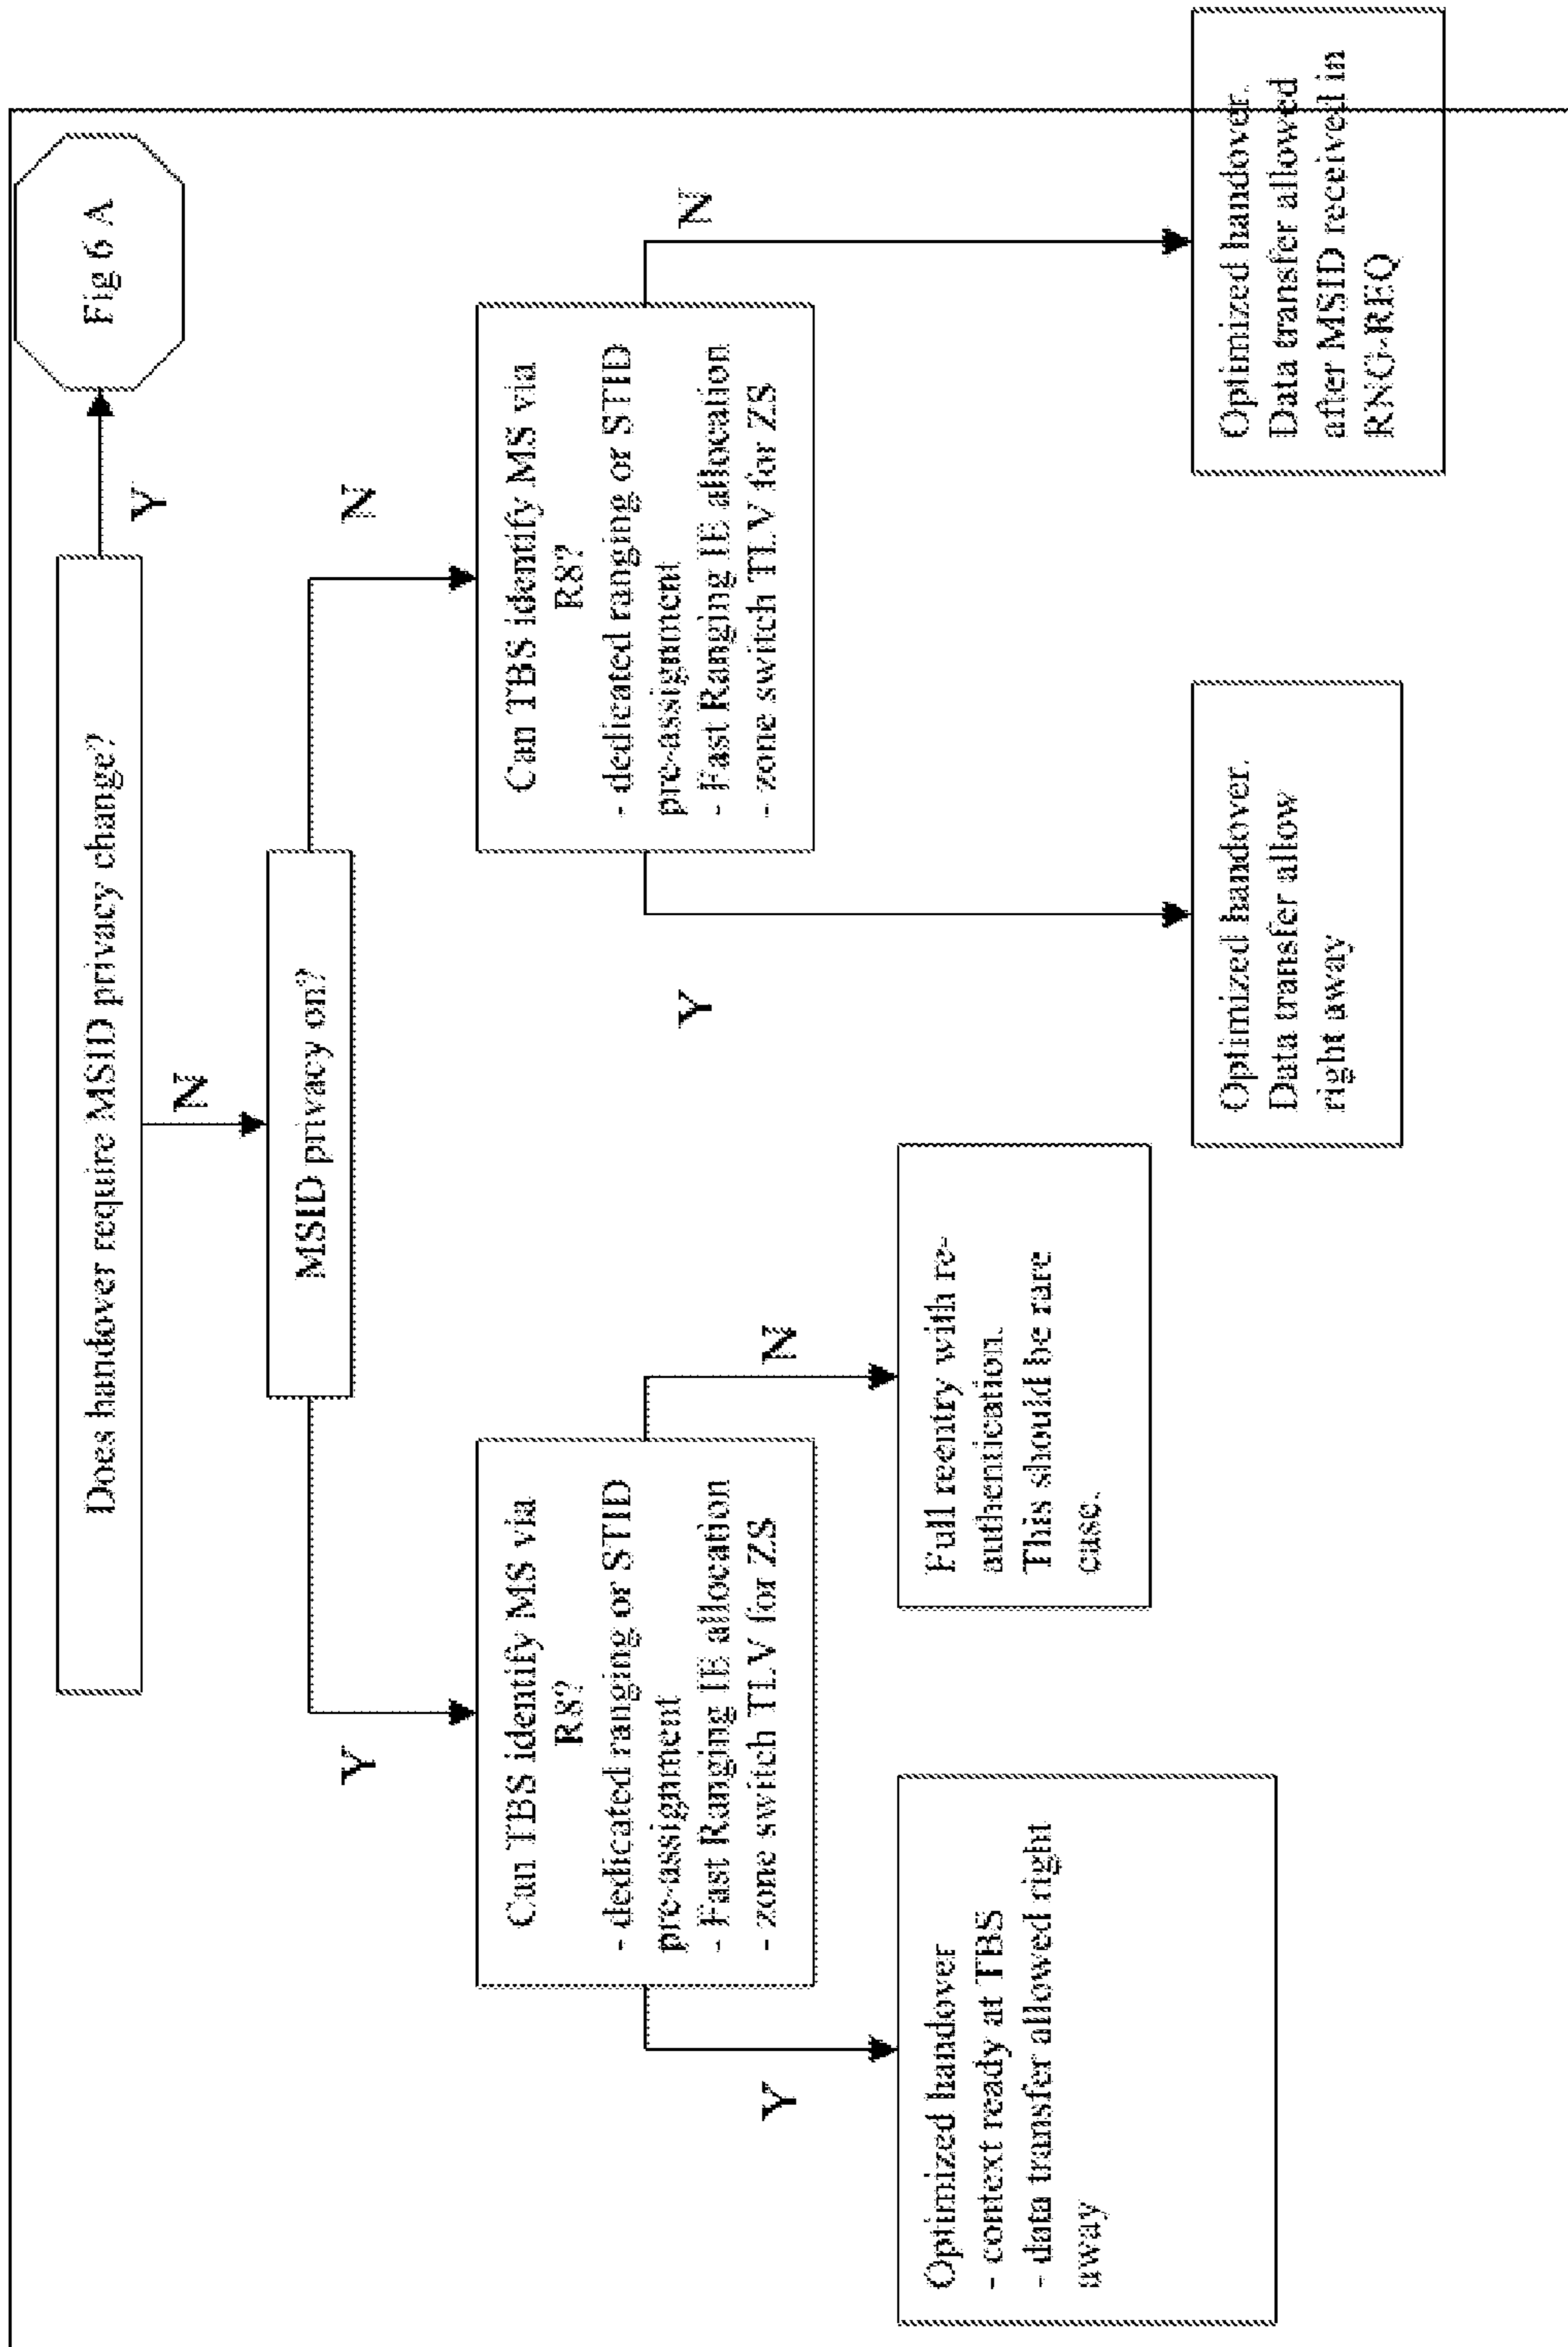 Does handover require MSID privacy change?
Y
Fig 6 A
N
MSID privacy on?
Y
N
Can TBS identify MS via
R8?
- dedicated ranging or STID
pre-assignment
- Fast Ranging IE allocation
- zone switch TLV for ZS
Can TBS identify MS via
R8?
- dedicated ranging or STID
pre-assignment
- Fast Ranging IE allocation
- zone switch TLV for ZS
Y
N
Y
N
Optimized handover
- context ready at TBS
- data transfer allowed right
away
Full reentry with re-
authentication.
This should be rare
case.
Optimized handover.
Data transfer allow
right away
Optimized handover.
Data transfer allowed
after MSID received in
RNG-REQ